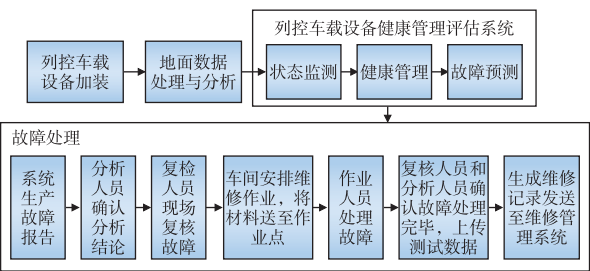 列控车载设备健康管理评估系统
列控车载
设备加装
地面数据
处理与分析
状态监测
健康管理
故障预测
故障处理
系统
生产
故障
报告
分析
人员
确认
分析
结论
复检
人员
现场
复核
故障
车间安排维
修作业，将
材料送至作
业点
作业
人员
处理
故障
复核人员和
分析人员确
认故障处理
完毕，上传
测试数据
生成维修
记录发送
至维修管
理系统